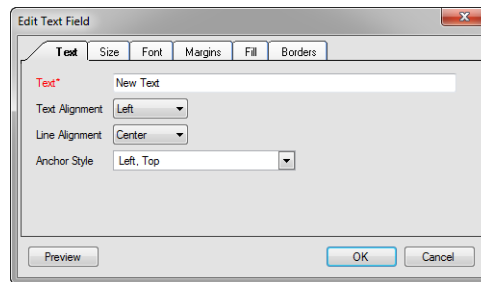 Edit Text Field
Text Size Font Margins Fill Borders
Text* New Text
Text Alignment Left
Line Alignment Center
Anchor Style Left, Top
Preview OK Cancel